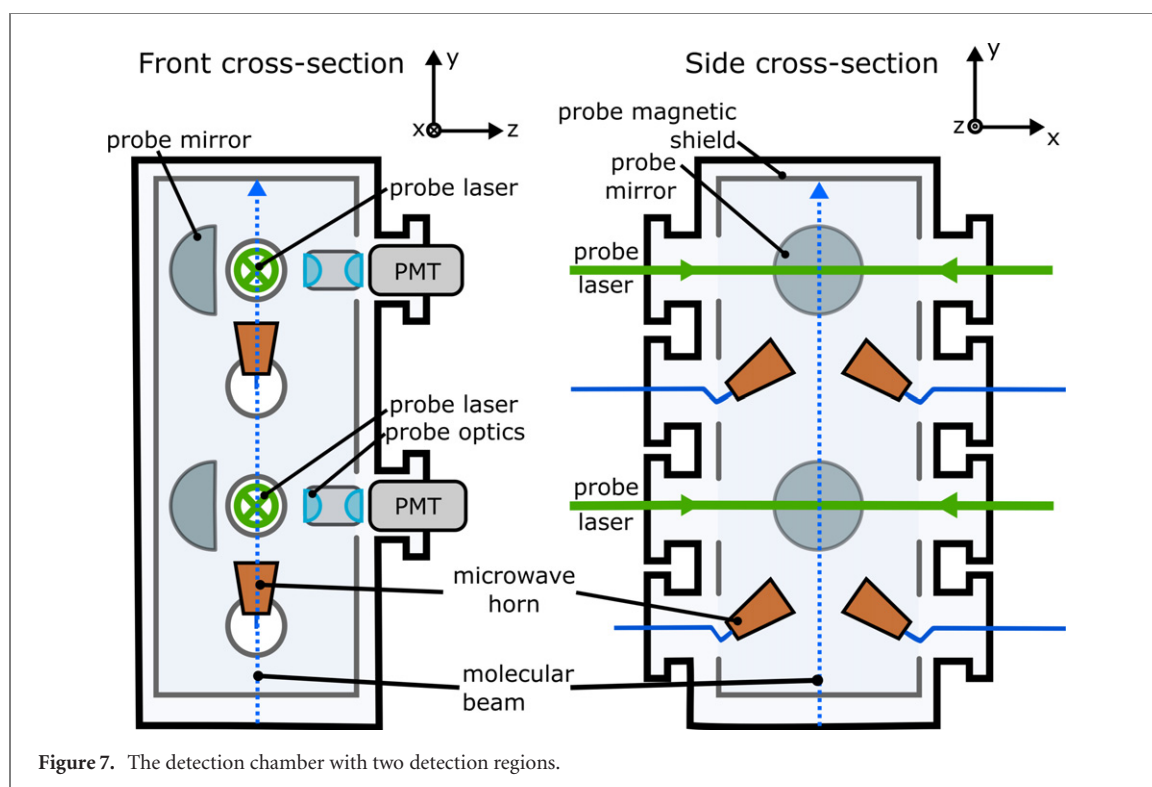 Front cross-section
y
x
z
probe mirror
probe laser
PMT
probe laser
probe optics
PMT
microwave
horn
molecular
beam
Side cross-section
y
z
x
probe magnetic
shield
probe
mirror
probe
laser
probe
laser
Figure 7. The detection chamber with two detection regions.